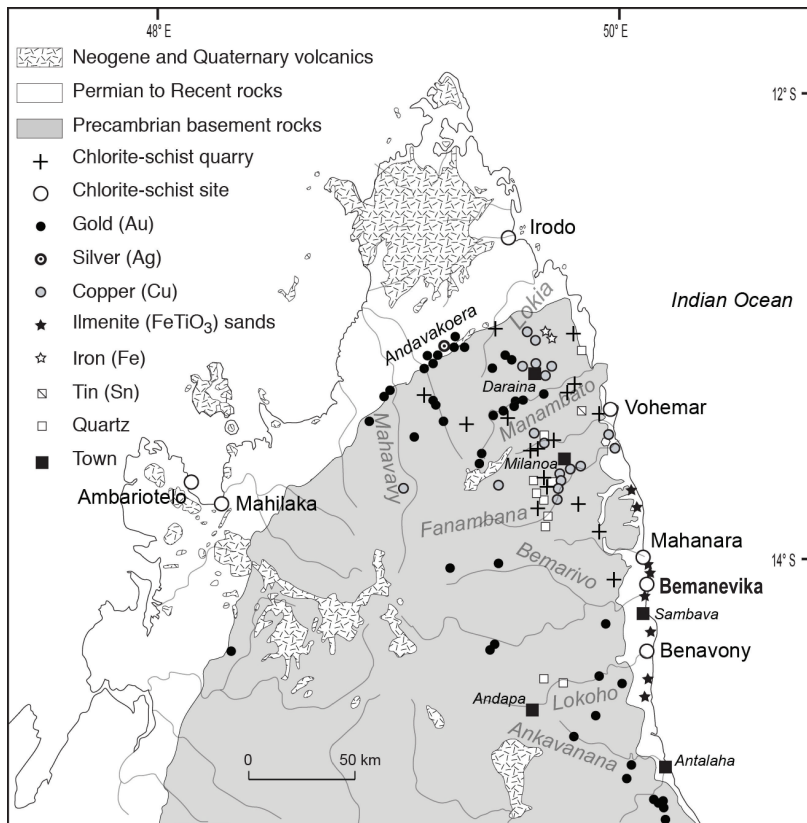 48° E
50° E
Neogene and Quaternary volcanics
Permian to Recent rocks
12° S
Precambrian basement rocks
Chlorite-schist quarry
Chlorite-schist site
Gold (Au)
Irodo
Silver (Ag)
Copper (Cu)
Indian Ocean
Lokia
Ilmenite (FeTiO3) sands
Andavakoera
Iron (Fe)
Daraina
Tin (Sn)
Manambato
Vohemar
Quartz
Mahavavy
Town
Milanoa
Ambariotelo
Mahilaka
Fanambana
Mahanara
14° S
Bemarivo
Bemanevika
Sambava
Benavony
Andapa
Lokoho
Ankavanana
0
50 km
Antalaha